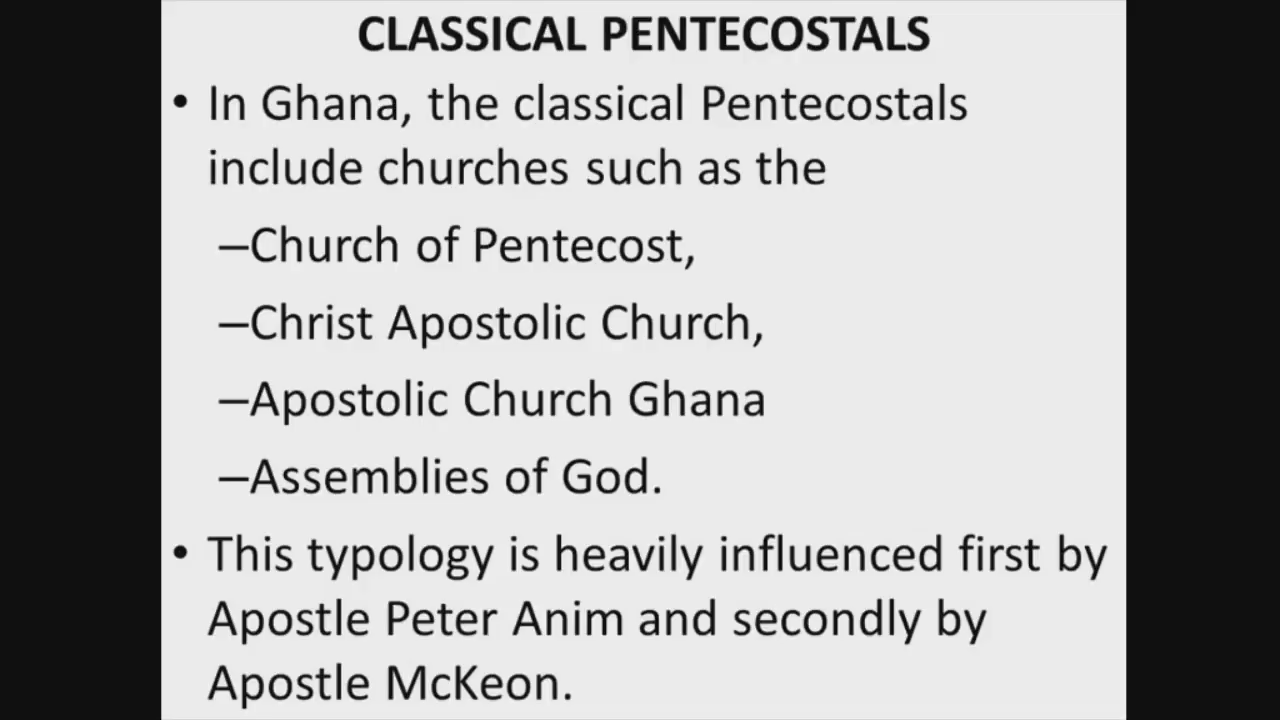 CLASSICAL PENTECOSTALS
• In Ghana, the classical Pentecostals
include churches such as the
–Church of Pentecost,
–Christ Apostolic Church,
–Apostolic Church Ghana
–Assemblies of God.
• This typology is heavily influenced first by
Apostle Peter Anim and secondly by
Apostle McKeon.